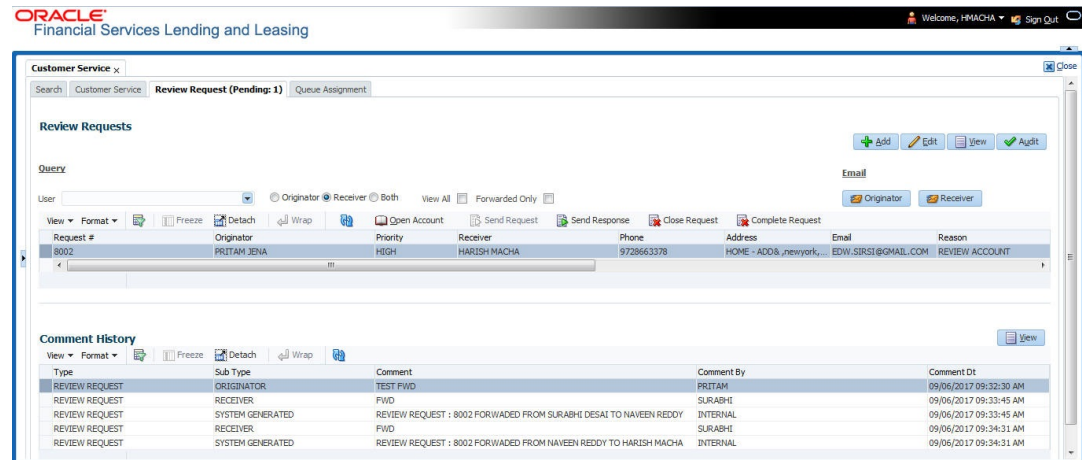 ORACLE
Financial Services Lending and Leasing
Welcome, HMACHA Sign Out
Customer Service x Close
Search Customer Service Review Request (Pending: 1) Queue Assignment
Review Requests
Add Edit View Audit
Query Email
User Originator Receiver Both View All Forwarded Only Originator Receiver
View Format Freeze Detach Wrap Open Account Send Request Send Response Close Request Complete Request
Request # Originator Priority Receiver Phone Address Email Reason
8002 PRITAM JENA HIGH HARISH MACHA 9728663378 HOME - ADD& ,newyork,... EDW.SIRSI@GMAIL.COM REVIEW ACCOUNT
Comment History View
View Format Freeze Detach Wrap
Type Sub Type Comment Comment By Comment Dt
REVIEW REQUEST ORIGINATOR TEST FWD PRITAM 09/06/2017 09:32:30 AM
REVIEW REQUEST RECEIVER FWD SURABHI 09/06/2017 09:33:45 AM
REVIEW REQUEST SYSTEM GENERATED REVIEW REQUEST : 8002 FORWADED FROM SURABHI DESAI TO NAVEEN REDDY INTERNAL 09/06/2017 09:33:45 AM
REVIEW REQUEST RECEIVER FWD SURABHI 09/06/2017 09:34:31 AM
REVIEW REQUEST SYSTEM GENERATED REVIEW REQUEST : 8002 FORWADED FROM NAVEEN REDDY TO HARISH MACHA INTERNAL 09/06/2017 09:34:31 AM